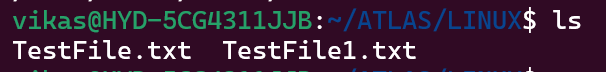 vikas@HYD-5CG4311JJB:~/ATLAS/LINUX$ ls
TestFile.txt  TestFile1.txt